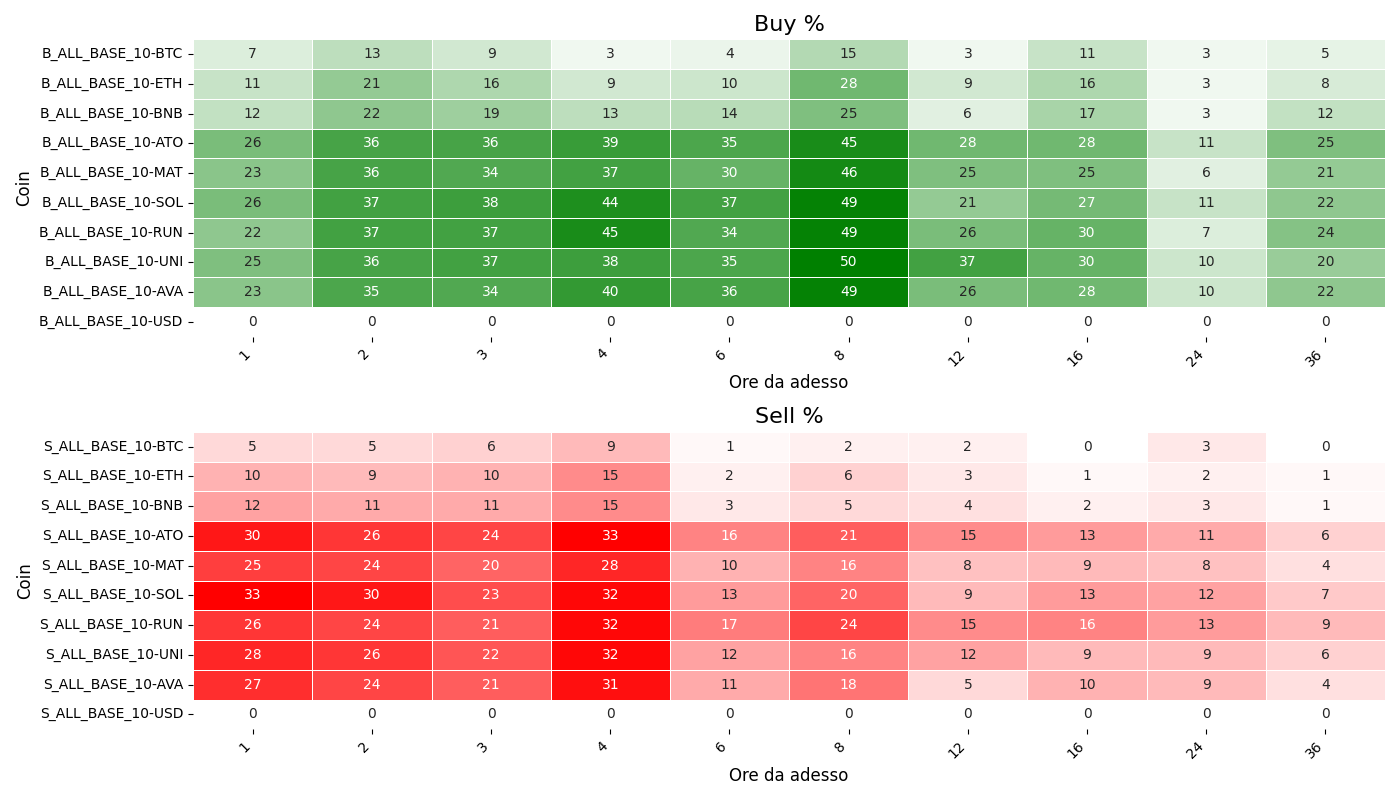 Buy %
Coin
B_ALL_BASE_10-BTC 7 13 9 3 4 15 3 11 3 5
B_ALL_BASE_10-ETH 11 21 16 9 10 28 9 16 3 8
B_ALL_BASE_10-BNB 12 22 19 13 14 25 6 17 3 12
B_ALL_BASE_10-ATO 26 36 36 39 35 45 28 28 11 25
B_ALL_BASE_10-MAT 23 36 34 37 30 46 25 25 6 21
B_ALL_BASE_10-SOL 26 37 38 44 37 49 21 27 11 22
B_ALL_BASE_10-RUN 22 37 37 45 34 49 26 30 7 24
B_ALL_BASE_10-UNI 25 36 37 38 35 50 37 30 10 20
B_ALL_BASE_10-AVA 23 35 34 40 36 49 26 28 10 22
B_ALL_BASE_10-USD 0 0 0 0 0 0 0 0 0 0
1 2 3 4 6 8 12 16 24 36
Ore da adesso
Sell %
Coin
S_ALL_BASE_10-BTC 5 5 6 9 1 2 2 0 3 0
S_ALL_BASE_10-ETH 10 9 10 15 2 6 3 1 2 1
S_ALL_BASE_10-BNB 12 11 11 15 3 5 4 2 3 1
S_ALL_BASE_10-ATO 30 26 24 33 16 21 15 13 11 6
S_ALL_BASE_10-MAT 25 24 20 28 10 16 8 9 8 4
S_ALL_BASE_10-SOL 33 30 23 32 13 20 9 13 12 7
S_ALL_BASE_10-RUN 26 24 21 32 17 24 15 16 13 9
S_ALL_BASE_10-UNI 28 26 22 32 12 16 12 9 9 6
S_ALL_BASE_10-AVA 27 24 21 31 11 18 5 10 9 4
S_ALL_BASE_10-USD 0 0 0 0 0 0 0 0 0 0
1 2 3 4 6 8 12 16 24 36
Ore da adesso